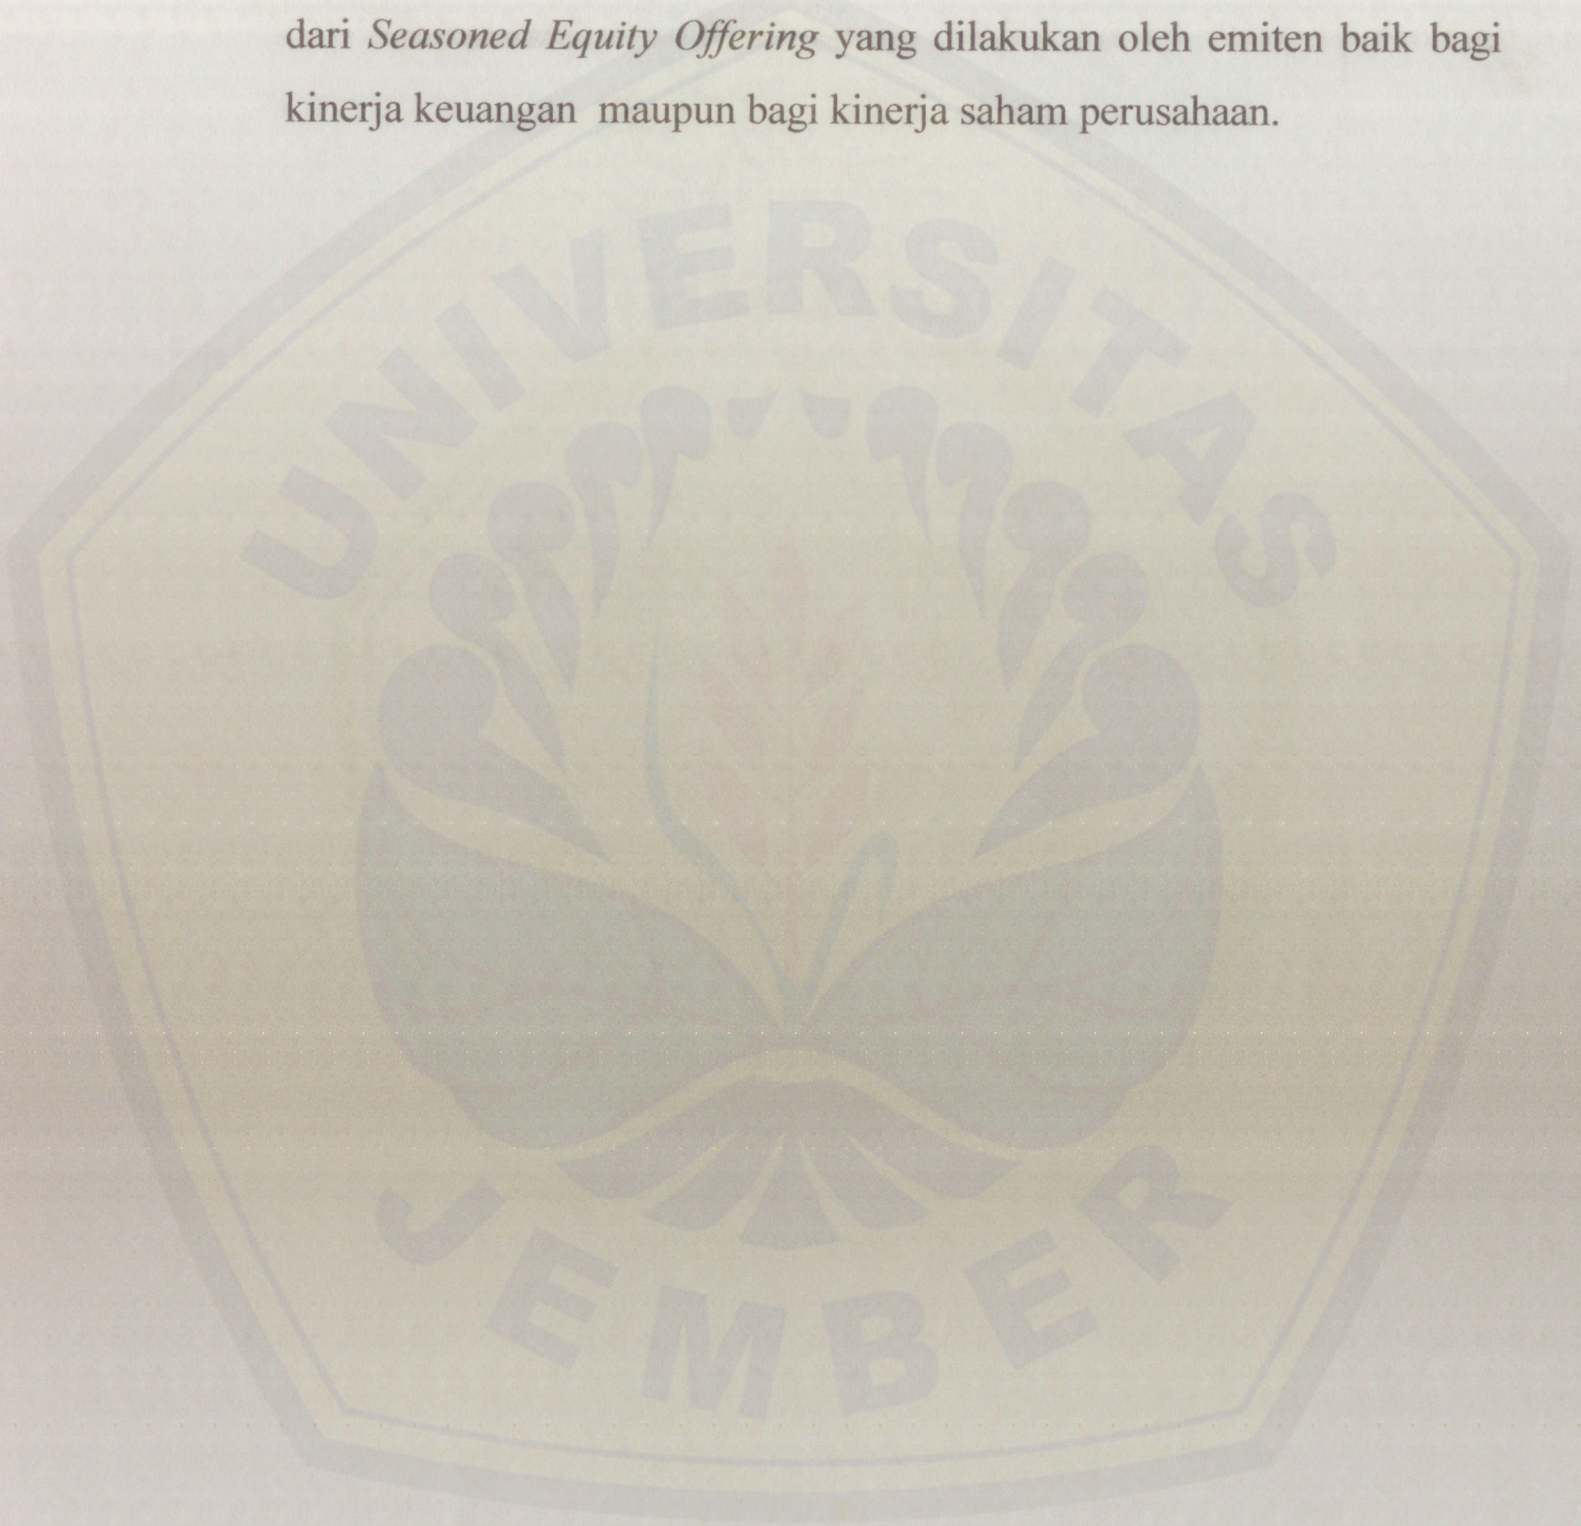 dari Seasoned Equity Offering yang dilakukan oleh emiten baik bagi
kinerja keuangan maupun bagi kinerja saham perusahaan.
UNIVERSITAS
JEMBER